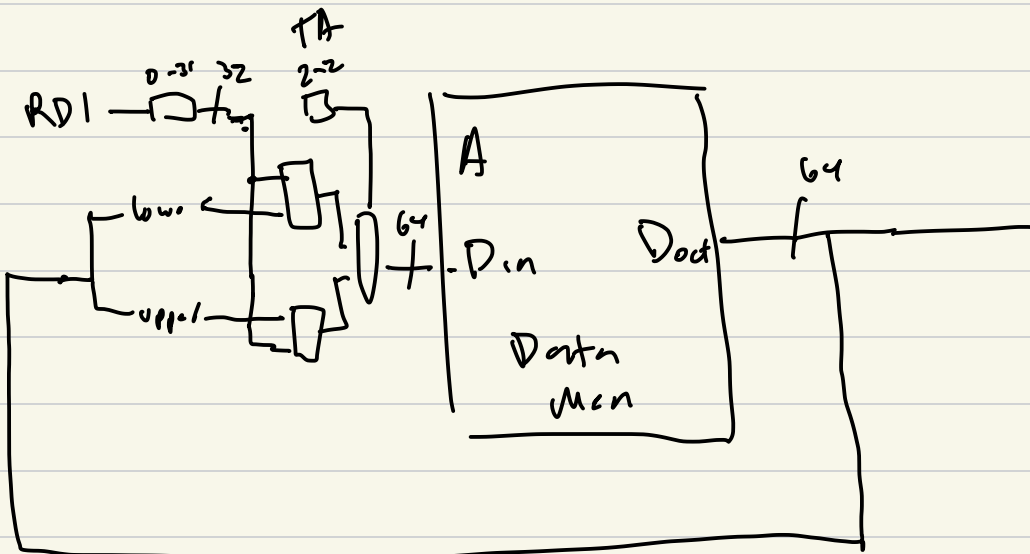 TA
0-31 32 2-2
RD1
A
64
lower
64
Din
Dout
upper
Data
Mem